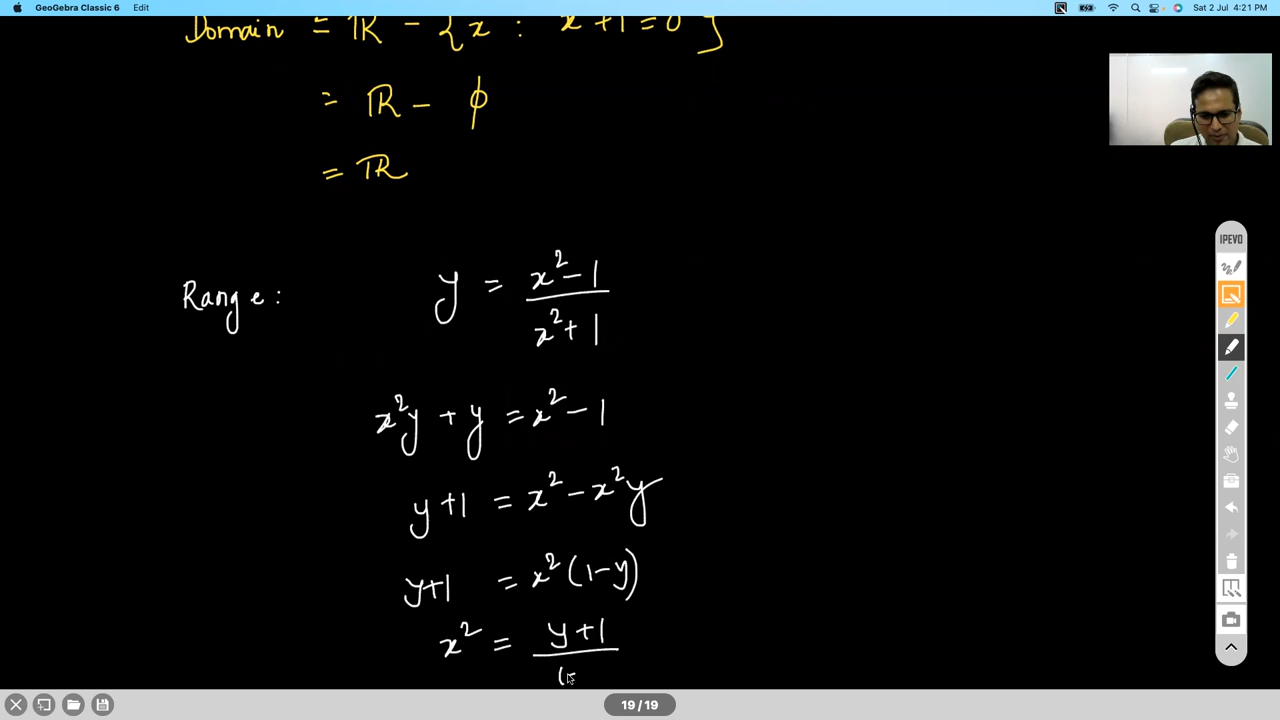 GeoGebra Classic 6 Edit Sat 2 Jul 4:21 PM
Domain = ℝ - {x : x + 1 = 0}
= ℝ - ϕ
= ℝ
IPEVO
Range : y = x² - 1 / x² + 1
x²y + y = x² - 1
y + 1 = x² - x²y
y+1 = x² (1-y)
x² = y + 1 /
19 / 19